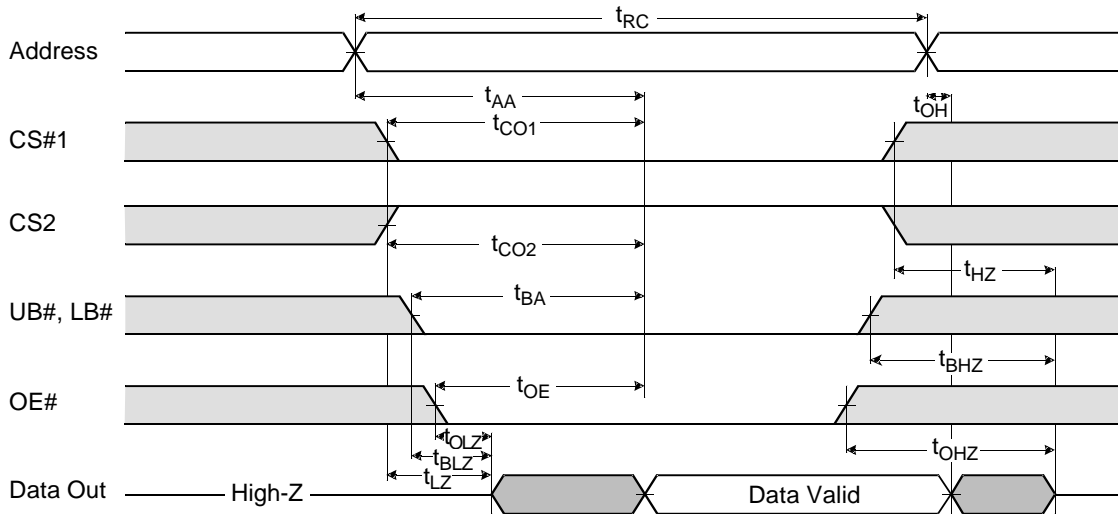 tRC
Address
tAA
tOH
tCO1
CS#1
CS2
tCO2
tHZ
tBA
UB#, LB#
tBHZ
tOE
OE#
tOLZ
tOHZ
tBLZ
tLZ
Data Out
High-Z
Data Valid